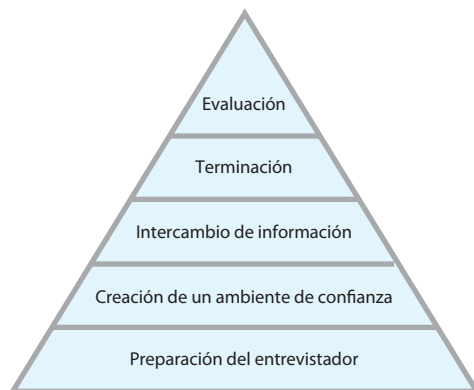 Evaluación
Terminación
Intercambio de información
Creación de un ambiente de confianza
Preparación del entrevistador